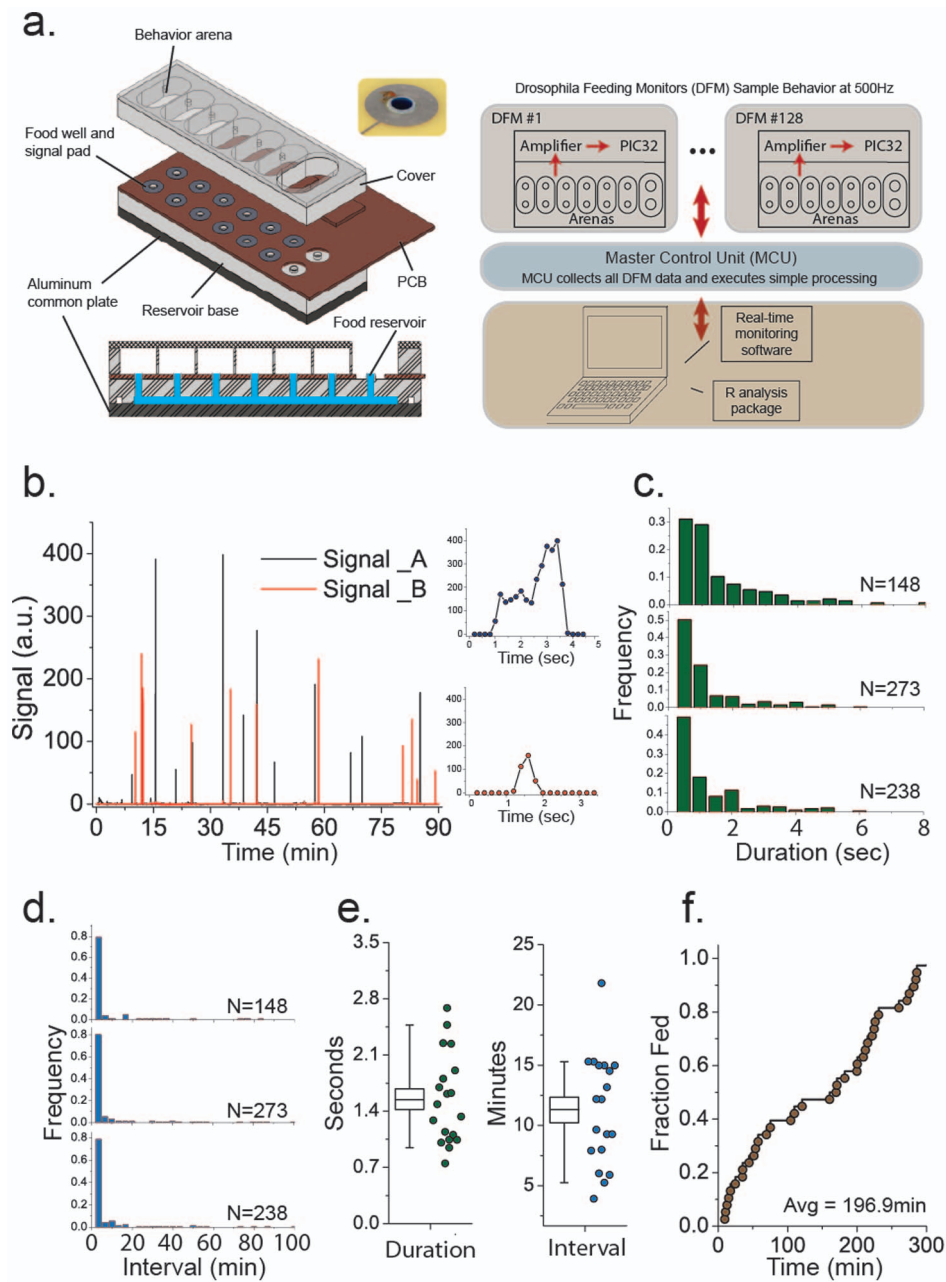 a.
Behavior arena
Food well and
signal pad
Cover
Aluminum
common plate
PCB
Reservoir base
Food reservoir
Drosophila Feeding Monitors (DFM) Sample Behavior at 500Hz
DFM #1
Amplifier
PIC32
Arenas
...
DFM #128
Amplifier
PIC32
Arenas
Master Control Unit (MCU)
MCU collects all DFM data and executes simple processing
Real-time
monitoring
software
R analysis
package
b.
Signal (a.u.)
400
300
200
100
0
Signal _A
Signal _B
0 15 30 45 60 75 90
Time (min)
400
300
200
100
0
0 1 2 3 4 5
Time (sec)
400
300
200
100
0
0 1 2 3
Time (sec)
c.
Frequency
0.3
0.2
0.1
0.0
N=148
0.5
0.4
0.3
0.2
0.1
0.0
N=273
0.4
0.3
0.2
0.1
0.0
N=238
0 2 4 6 8
Duration (sec)
d.
Frequency
0.8
0.6
0.4
0.2
0.0
N=148
0.8
0.6
0.4
0.2
0.0
N=273
0.8
0.6
0.4
0.2
0.0
N=238
0 20 40 60 80 100
Interval (min)
e.
Seconds
3.5
2.8
2.1
1.4
0.7
0.0
Duration
Minutes
25
20
15
10
5
Interval
f.
Fraction Fed
1.0
0.8
0.6
0.4
0.2
0.0
Avg = 196.9min
0 100 200 300
Time (min)